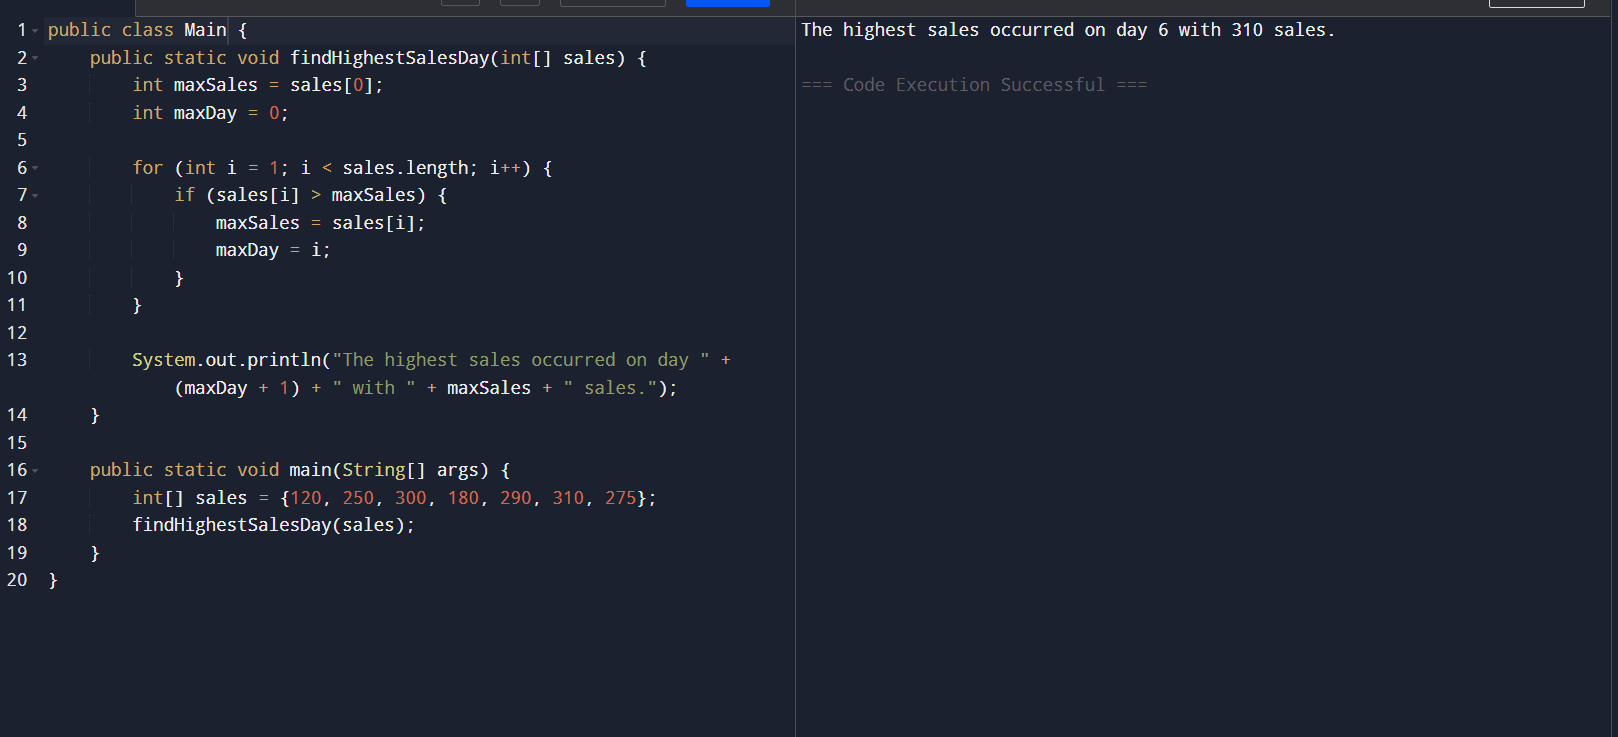 1 public class Main {
2     public static void findHighestSalesDay(int[] sales) {
3         int maxSales = sales[0];
4         int maxDay = 0;
5
6         for (int i = 1; i < sales.length; i++) {
7             if (sales[i] > maxSales) {
8                 maxSales = sales[i];
9                 maxDay = i;
10             }
11         }
12
13         System.out.println("The highest sales occurred on day " +
            (maxDay + 1) + " with " + maxSales + " sales.");
14     }
15
16     public static void main(String[] args) {
17         int[] sales = {120, 250, 300, 180, 290, 310, 275};
18         findHighestSalesDay(sales);
19     }
20 }
The highest sales occurred on day 6 with 310 sales.
=== Code Execution Successful ===